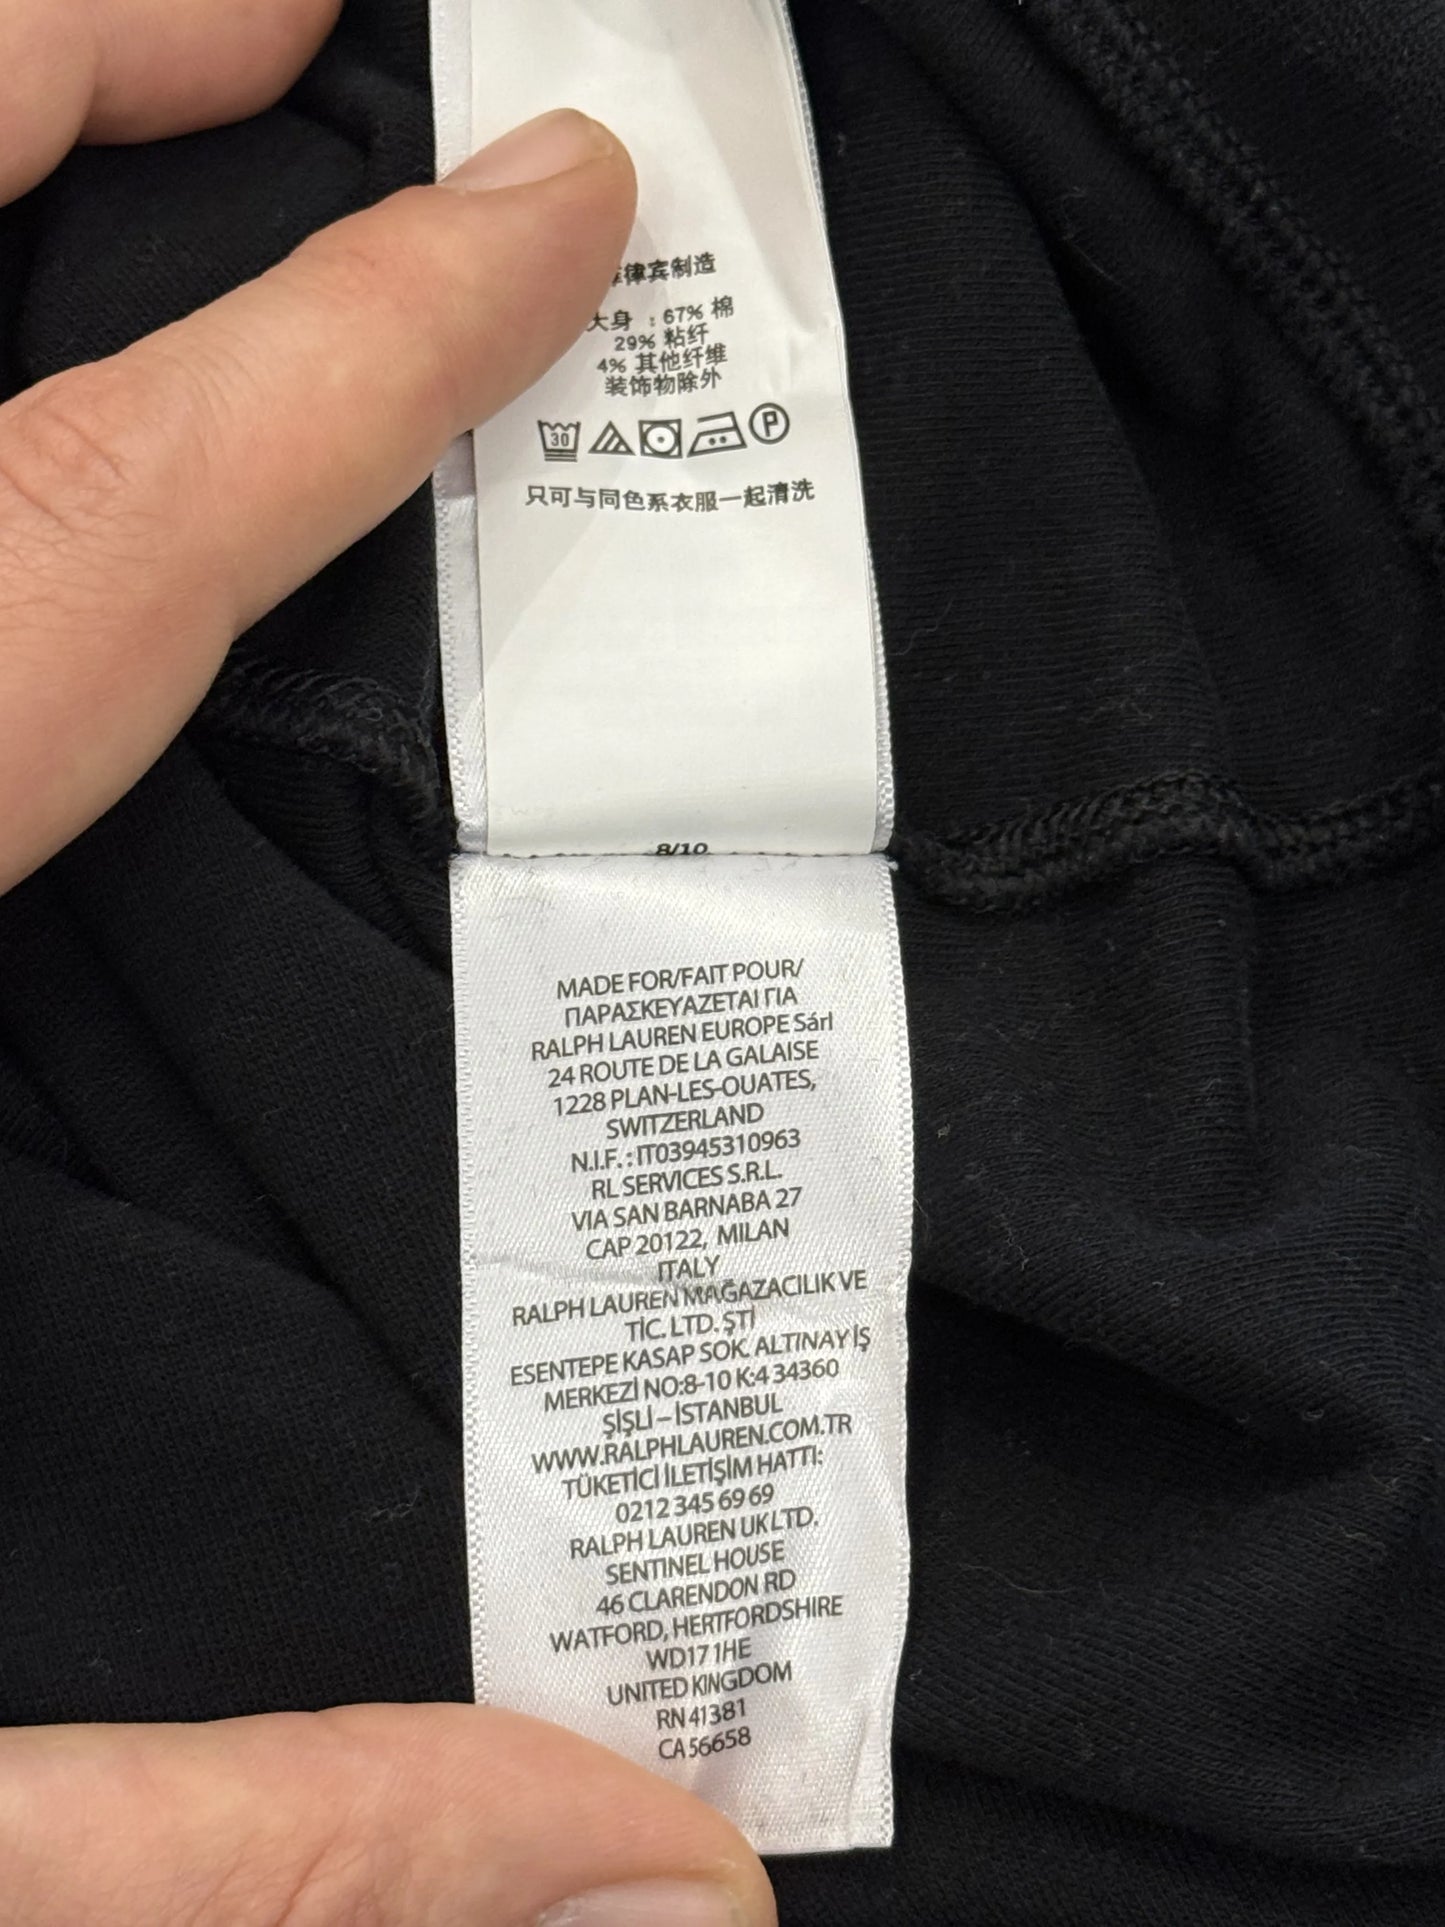 律宾制造
大身 : 67% 棉
29% 粘纤
4% 其他纤维
装饰物除外
30 P
只可与同色系衣服一起清洗
8/10
MADE FOR/FAIT POUR/
ΠΑΡΑΣΚΕΥΑΖΕΤΑΙ ΓΙΑ
RALPH LAUREN EUROPE Sárl
24 ROUTE DE LA GALAISE
1228 PLAN-LES-OUATES,
SWITZERLAND
N.I.F. : IT03945310963
RL SERVICES S.R.L.
VIA SAN BARNABA 27
CAP 20122, MILAN
ITALY
RALPH LAUREN MAĞAZACILIK VE
TİC. LTD. ŞTİ
ESENTEPE KASAP SOK. ALTINAY İŞ
MERKEZİ NO:8-10 K:4 34360
ŞİŞLİ – İSTANBUL
WWW.RALPHLAUREN.COM.TR
TÜKETİCİ İLETİŞİM HATTI:
0212 345 69 69
RALPH LAUREN UK LTD.
SENTINEL HOUSE
46 CLARENDON RD
WATFORD, HERTFORDSHIRE
WD17 1HE
UNITED KINGDOM
RN 41381
CA 56658